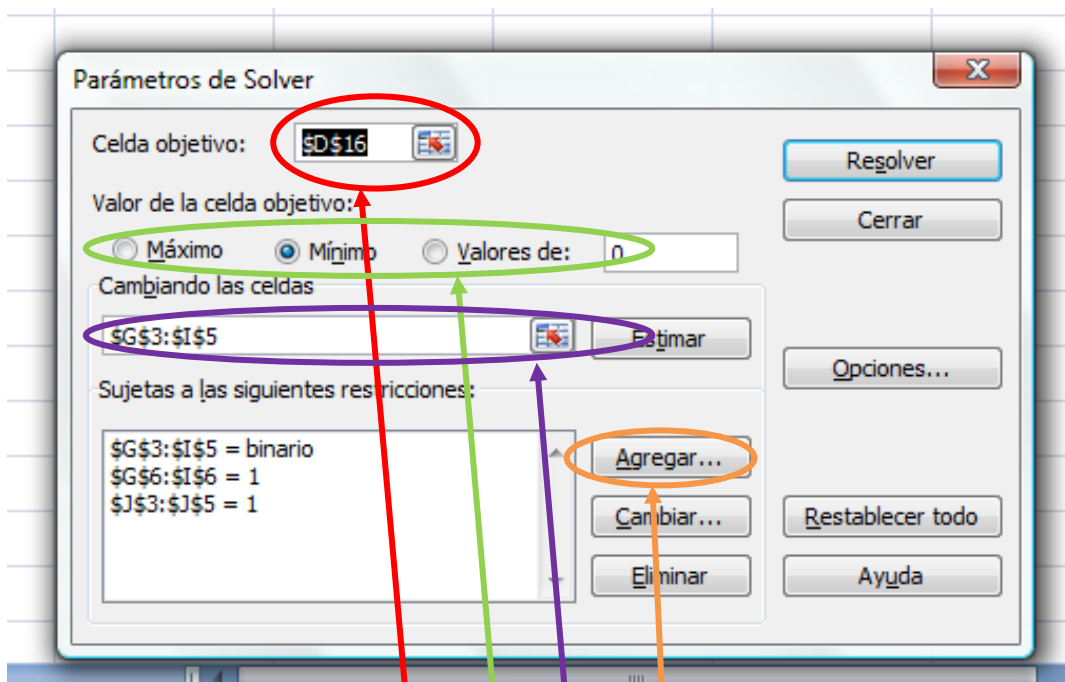 Parámetros de Solver
X
Celda objetivo: $D$16
Resolver
Valor de la celda objetivo:
Cerrar
Máximo Mínimo Valores de: 0
Cambiando las celdas
$G$3:$I$5 Estimar
Opciones...
Sujetas a las siguientes restricciones:
$G$3:$I$5 = binario
$G$6:$I$6 = 1
$J$3:$J$5 = 1
Agregar...
Cambiar...
Restablecer todo
Eliminar
Ayuda